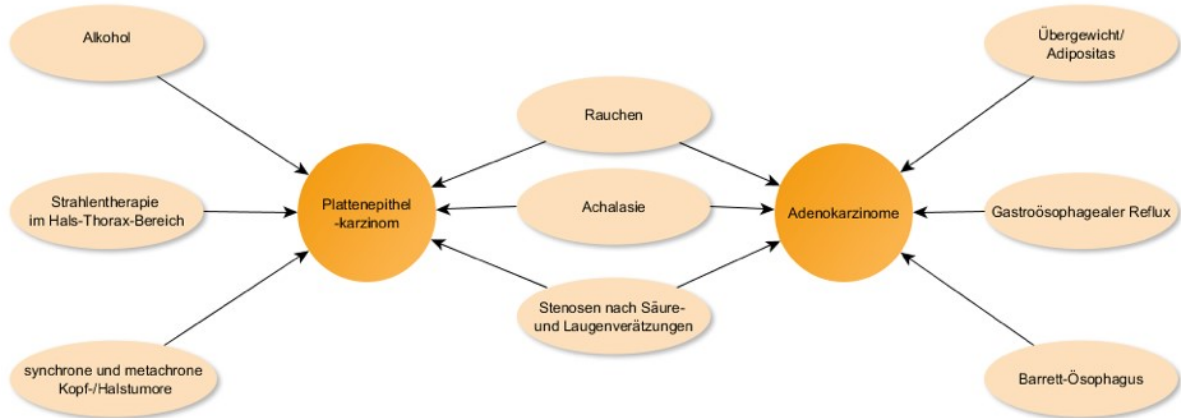 Alkohol
Übergewicht/
Adipositas
Rauchen
Strahlentherapie
im Hals-Thorax-Bereich
Plattenepithel
-karzinom
Achalasie
Adenokarzinome
Gastroösophagealer Reflux
Stenosen nach Säure-
und Laugenverätzungen
synchrone und metachrone
Kopf-/Halstumore
Barrett-Ösophagus